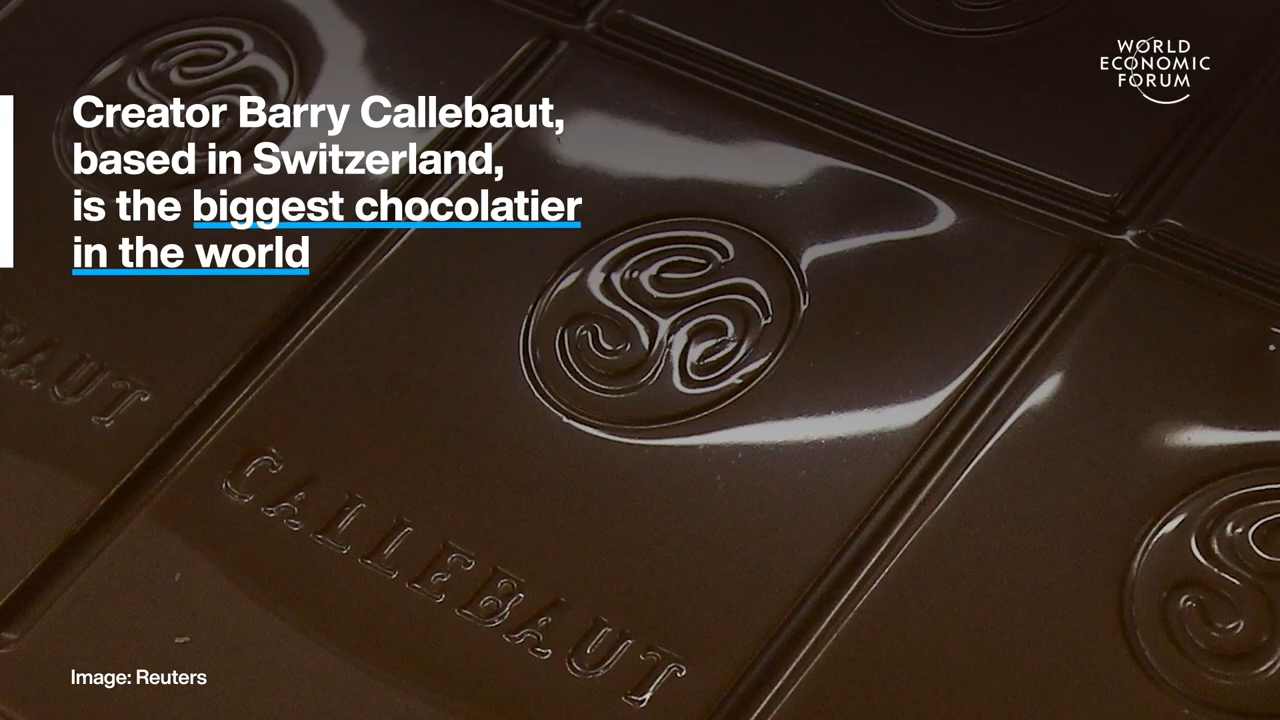 WORLD
ECONOMIC
FORUM
Creator Barry Callebaut,
based in Switzerland,
is the biggest chocolatier
in the world
EAUT
CALLEBAUT
Image: Reuters